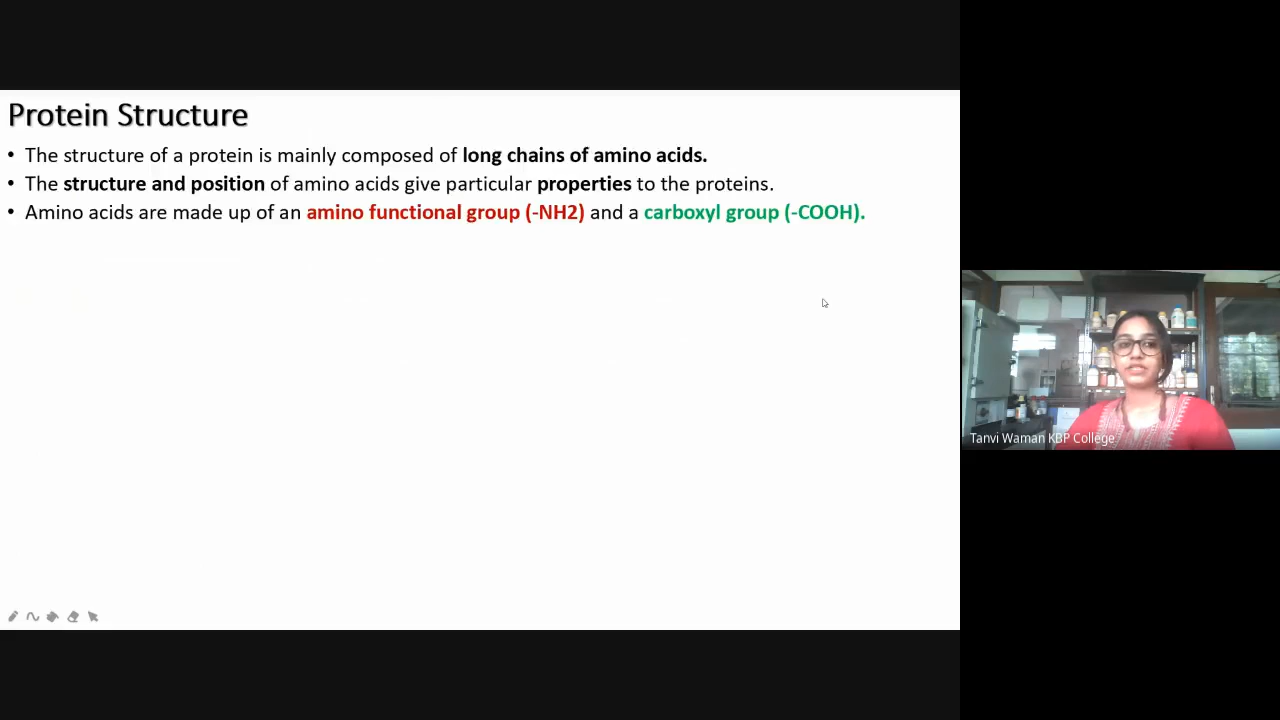 Protein Structure
• The structure of a protein is mainly composed of long chains of amino acids.
• The structure and position of amino acids give particular properties to the proteins.
• Amino acids are made up of an amino functional group (-NH2) and a carboxyl group (-COOH).
Tanvi Waman KBP College